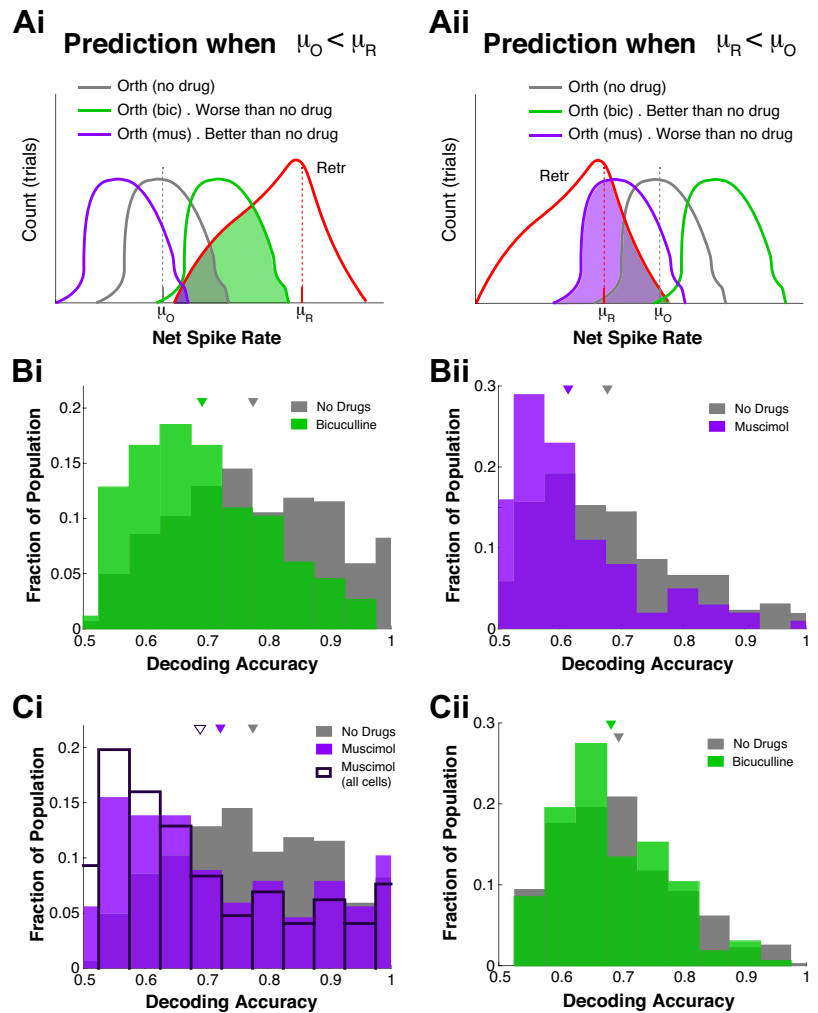 Ai
Prediction when μO < μR
Orth (no drug)
Orth (bic) . Worse than no drug
Orth (mus) . Better than no drug
Retr
Count (trials)
μO
μR
Net Spike Rate
Aii
Prediction when μR < μO
Orth (no drug)
Orth (bic) . Better than no drug
Orth (mus) . Worse than no drug
Retr
Count (trials)
μR
μO
Net Spike Rate
Bi
No Drugs
Bicuculline
Fraction of Population
0.2
0.15
0.1
0.05
0
0.5 0.6 0.7 0.8 0.9 1
Decoding Accuracy
Bii
No Drugs
Muscimol
Fraction of Population
0.3
0.2
0.1
0
0.5 0.6 0.7 0.8 0.9 1
Decoding Accuracy
Ci
No Drugs
Muscimol
Muscimol
(all cells)
Fraction of Population
0.2
0.15
0.1
0.05
0
0.5 0.6 0.7 0.8 0.9 1
Decoding Accuracy
Cii
No Drugs
Bicuculline
Fraction of Population
0.3
0.2
0.1
0
0.5 0.6 0.7 0.8 0.9 1
Decoding Accuracy